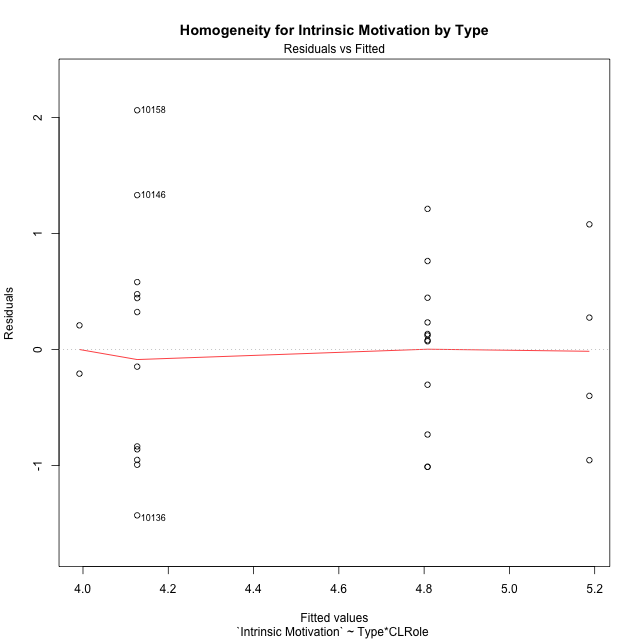 Homogeneity for Intrinsic Motivation by Type
Residuals vs Fitted
10158
10146
10136
2
1
0
-1
Residuals
4.0 4.2 4.4 4.6 4.8 5.0 5.2
Fitted values
`Intrinsic Motivation` ~ Type*CLRole